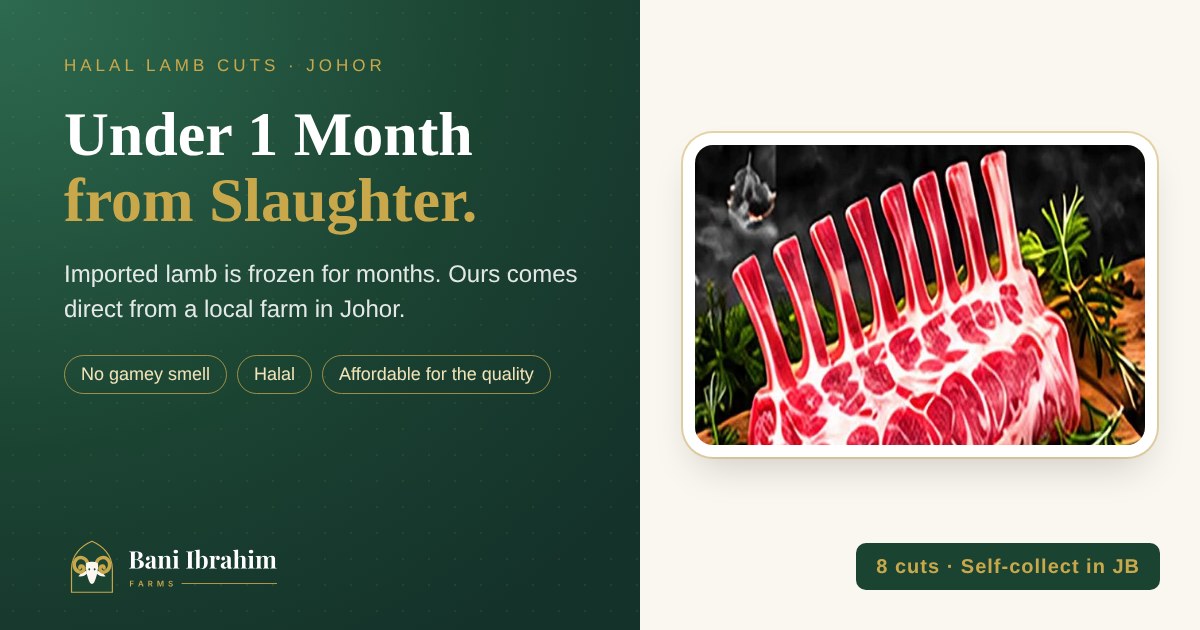 HALAL LAMB CUTS · JOHOR
Under 1 Month
from Slaughter.
Imported lamb is frozen for months. Ours comes
direct from a local farm in Johor.
No gamey smell
Halal
Affordable for the quality
Bani Ibrahim
FARMS
8 cuts · Self-collect in JB